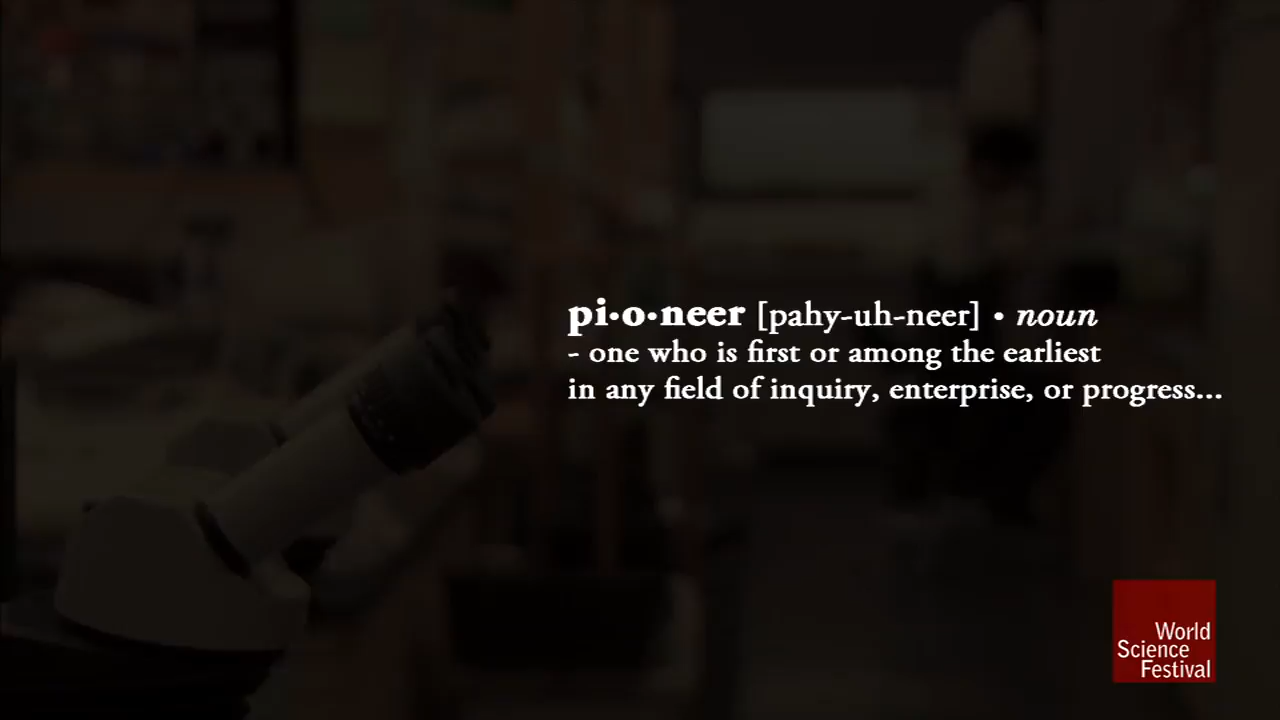 pi•o•neer [pahy-uh-neer] • noun
- one who is first or among the earliest
in any field of inquiry, enterprise, or progress...
World
Science
Festival